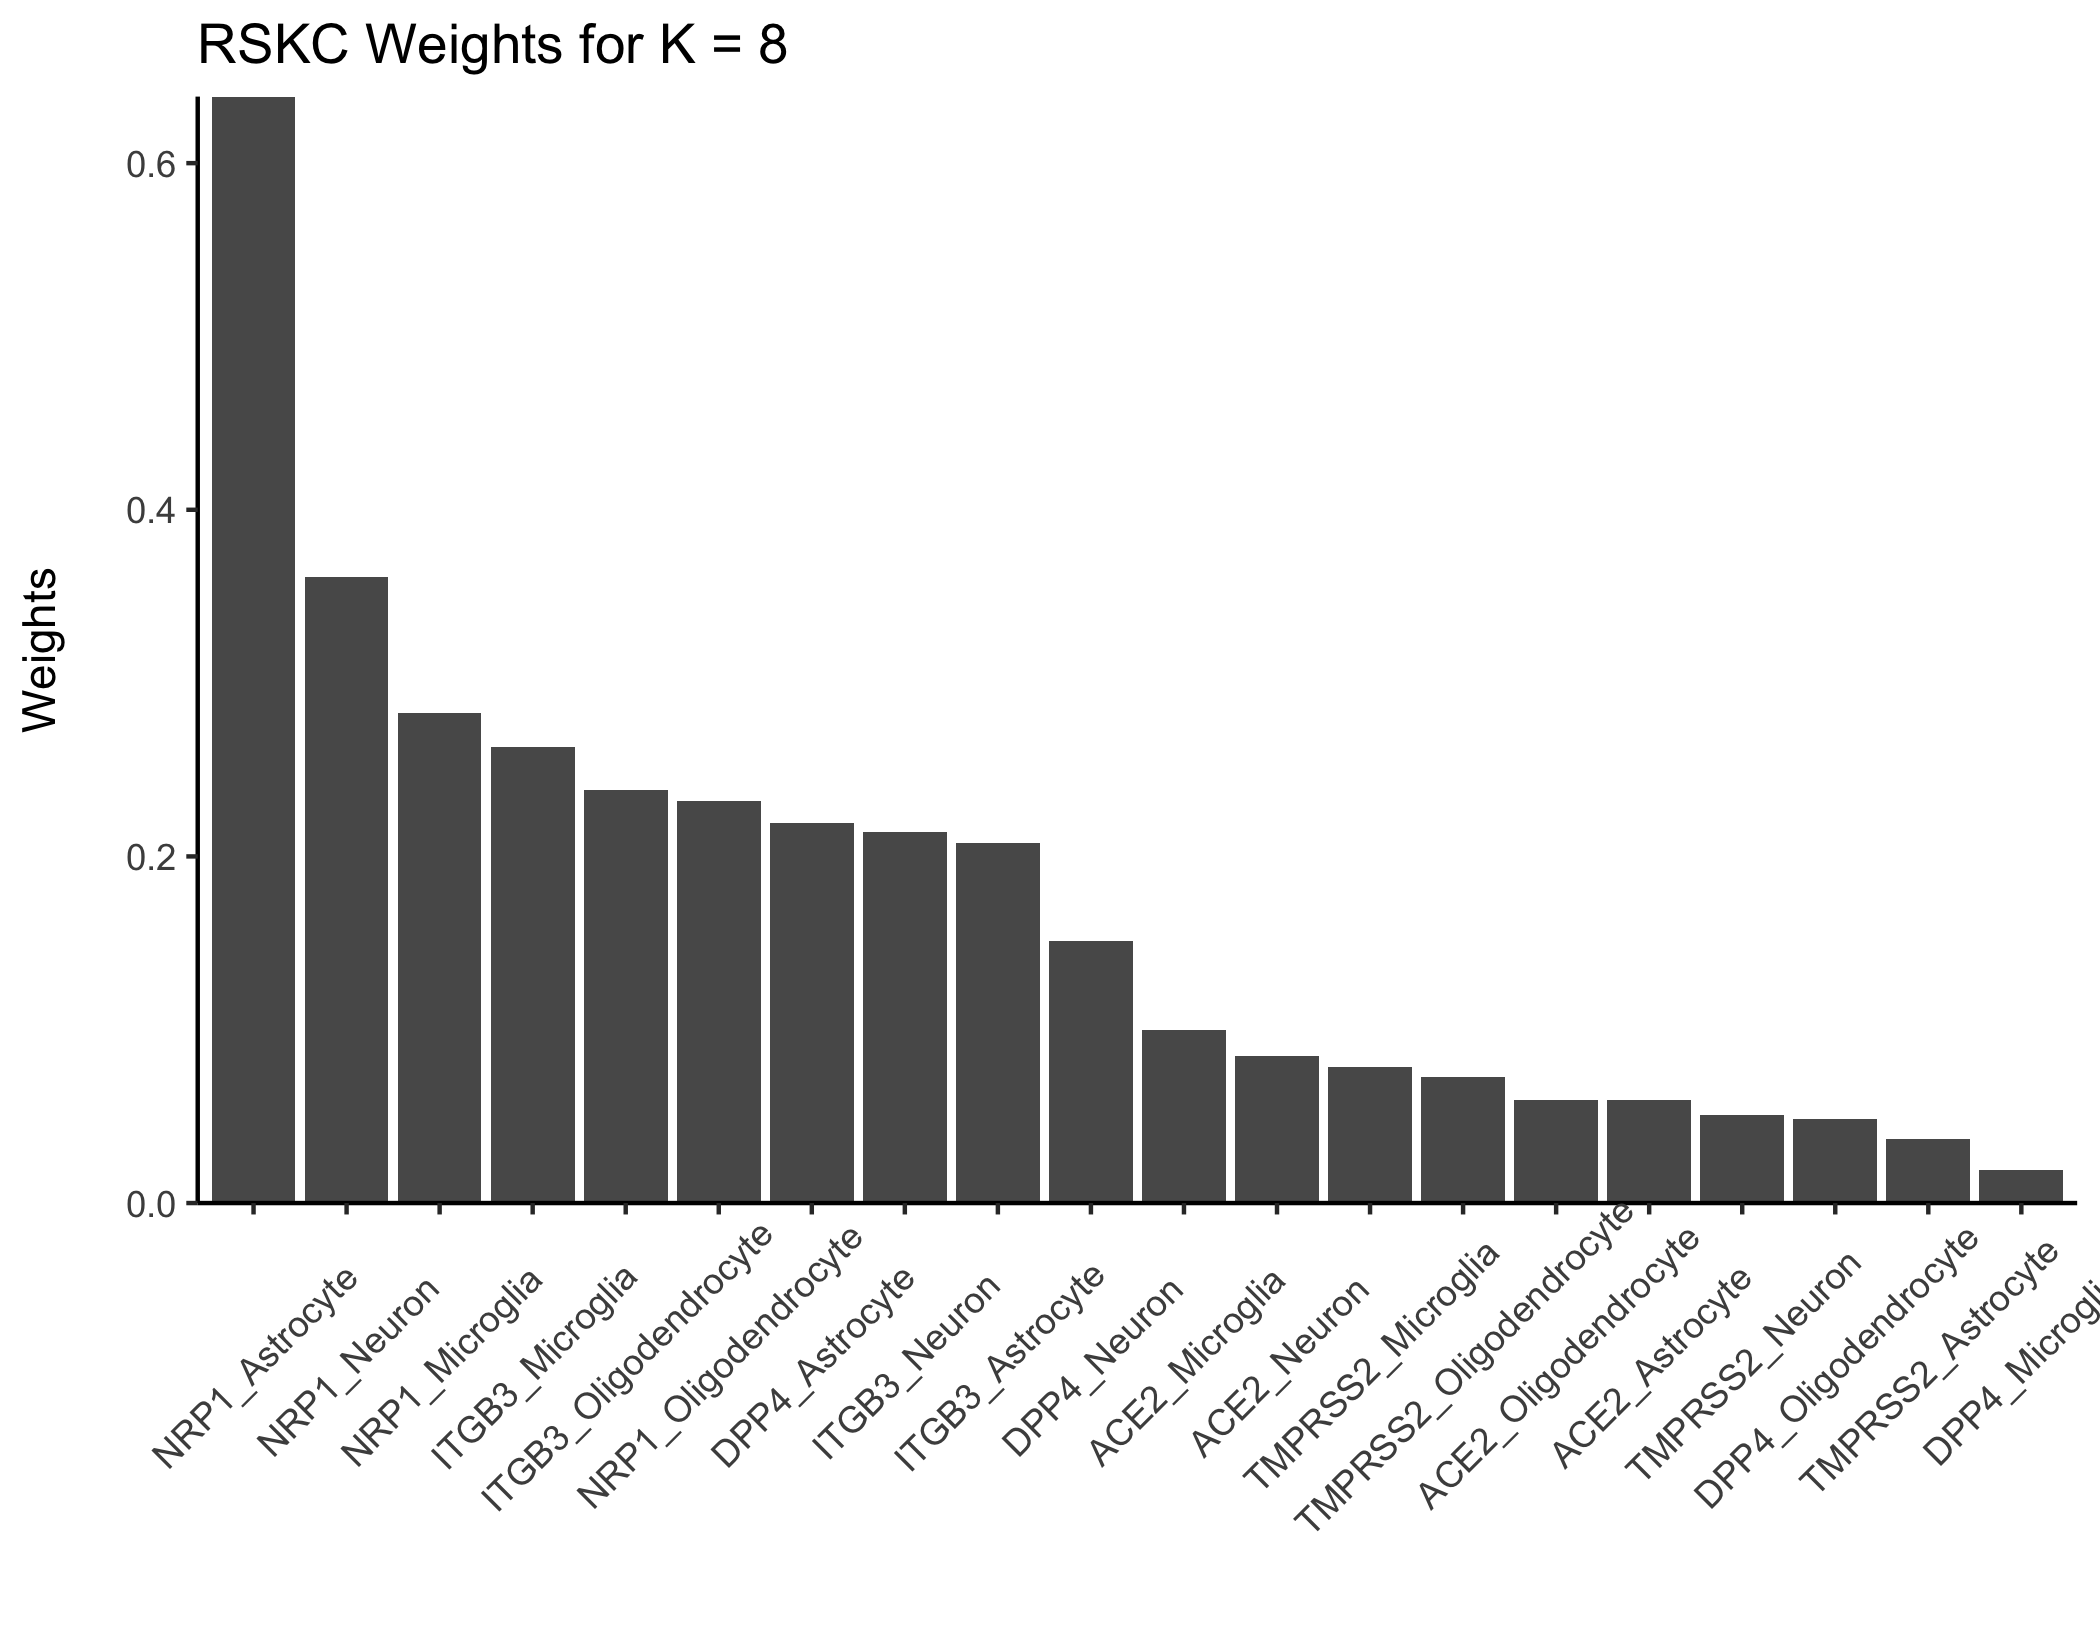 RSKC Weights for K = 8
Weights
0.6
0.4
0.2
0.0
NRP1_Astrocyte
NRP1_Neuron
NRP1_Microglia
ITGB3_Microglia
ITGB3_Oligodendrocyte
NRP1_Oligodendrocyte
DPP4_Astrocyte
ITGB3_Neuron
ITGB3_Astrocyte
DPP4_Neuron
ACE2_Microglia
ACE2_Neuron
TMPRSS2_Microglia
TMPRSS2_Oligodendrocyte
ACE2_Oligodendrocyte
ACE2_Astrocyte
TMPRSS2_Neuron
DPP4_Oligodendrocyte
TMPRSS2_Astrocyte
DPP4_Microgli